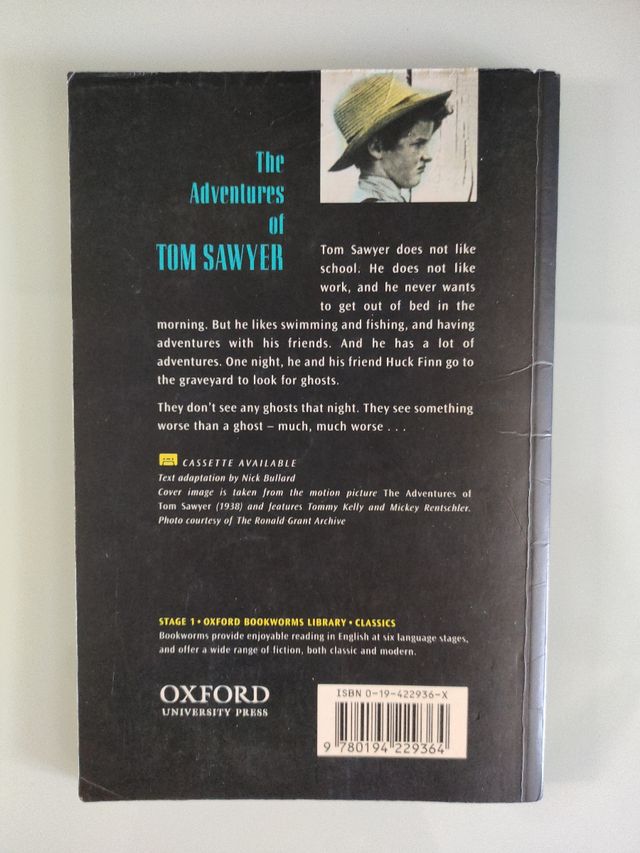 The
Adventures
of
TOM SAWYER
Tom Sawyer does not like
school. He does not like
work, and he never wants
to get out of bed in the
morning. But he likes swimming and fishing, and having
adventures with his friends. And he has a lot of
adventures. One night, he and his friend Huck Finn go to
the graveyard to look for ghosts.
They don't see any ghosts that night. They see something
worse than a ghost – much, much worse . . .
CASSETTE AVAILABLE
Text adaptation by Nick Bullard
Cover image is taken from the motion picture The Adventures of
Tom Sawyer (1938) and features Tommy Kelly and Mickey Rentschler.
Photo courtesy of The Ronald Grant Archive
STAGE 1 • OXFORD BOOKWORMS LIBRARY • CLASSICS
Bookworms provide enjoyable reading in English at six language stages,
and offer a wide range of fiction, both classic and modern.
OXFORD
UNIVERSITY PRESS
ISBN 0-19-422936-X
9 780194 229364